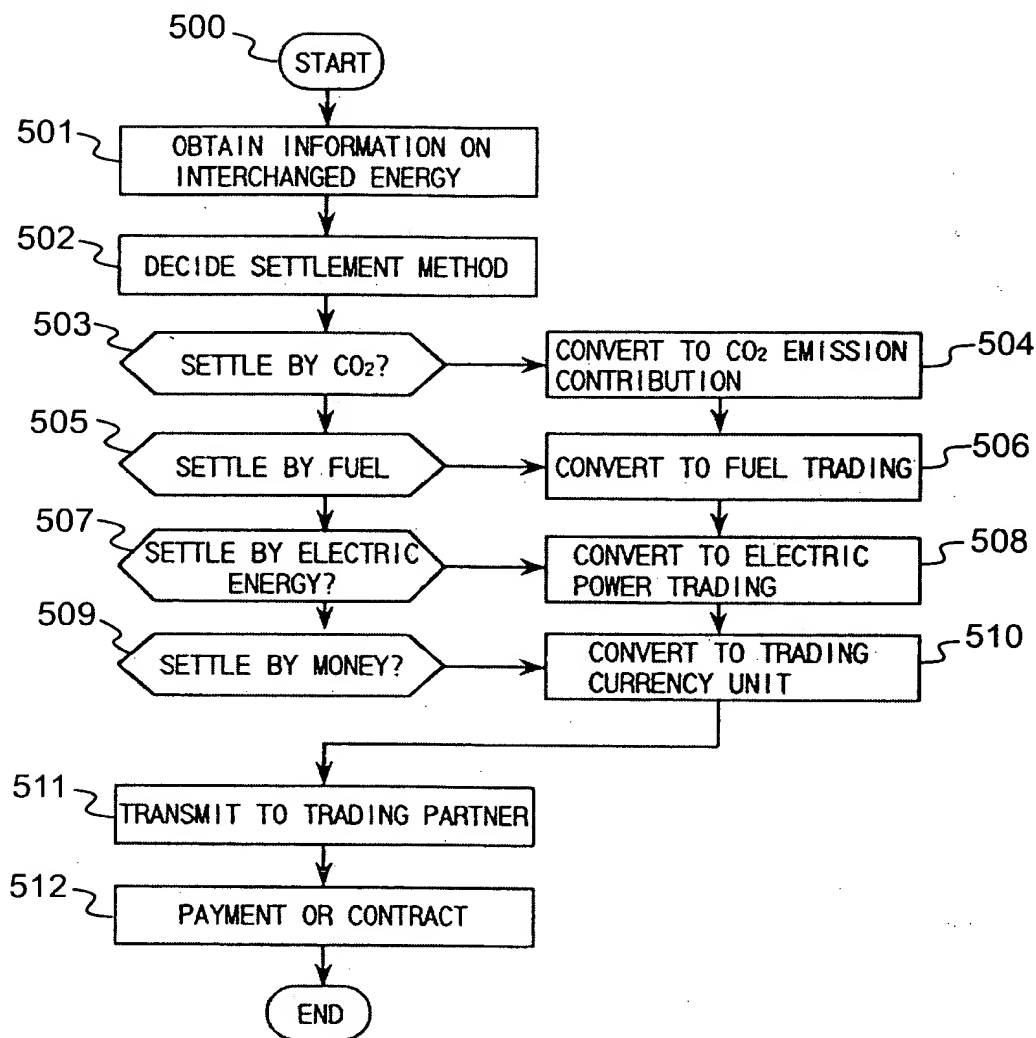 500
START
501
OBTAIN INFORMATION ON
INTERCHANGED ENERGY
502
DECIDE SETTLEMENT METHOD
503
SETTLE BY CO₂?
CONVERT TO CO₂ EMISSION
CONTRIBUTION
504
505
SETTLE BY FUEL
CONVERT TO FUEL TRADING
506
507
SETTLE BY ELECTRIC
ENERGY?
CONVERT TO ELECTRIC
POWER TRADING
508
509
SETTLE BY MONEY?
CONVERT TO TRADING
CURRENCY UNIT
510
511
TRANSMIT TO TRADING PARTNER
512
PAYMENT OR CONTRACT
END